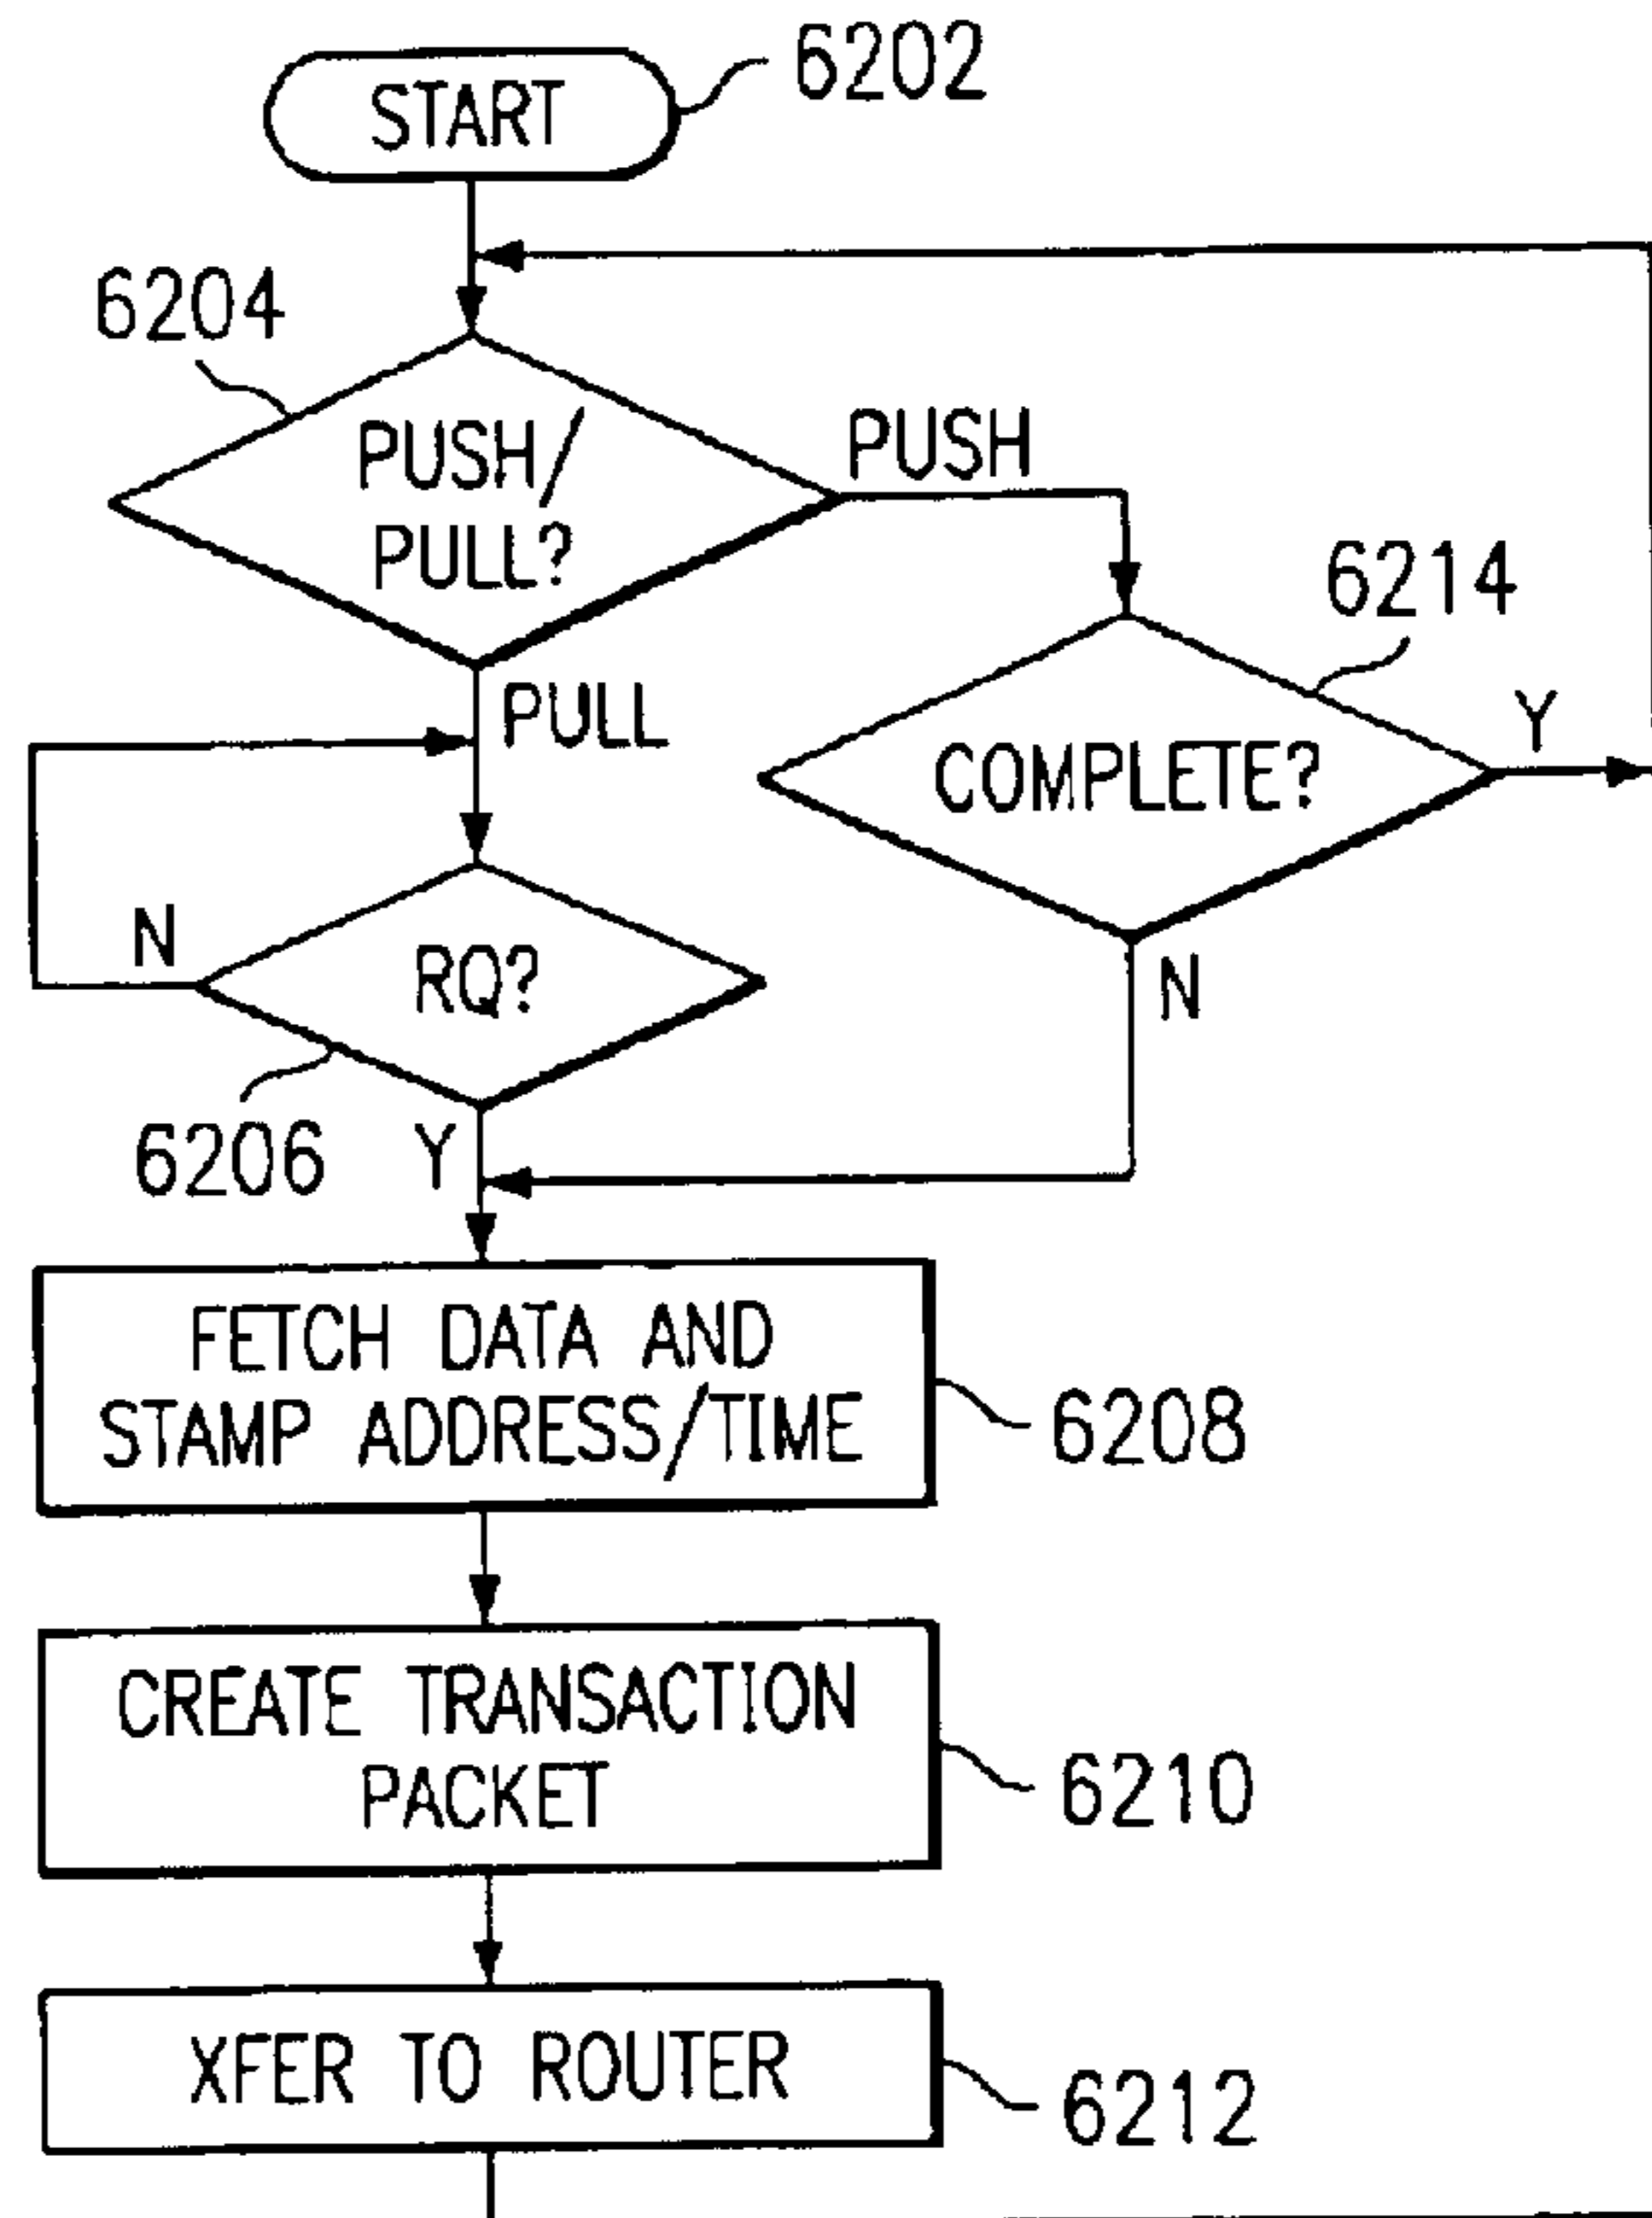 START
6202
6204
PUSH/
PULL?
PUSH
6214
PULL
COMPLETE?
Y
N
RQ?
N
6206
Y
FETCH DATA AND
STAMP ADDRESS/TIME
6208
CREATE TRANSACTION
PACKET
6210
XFER TO ROUTER
6212